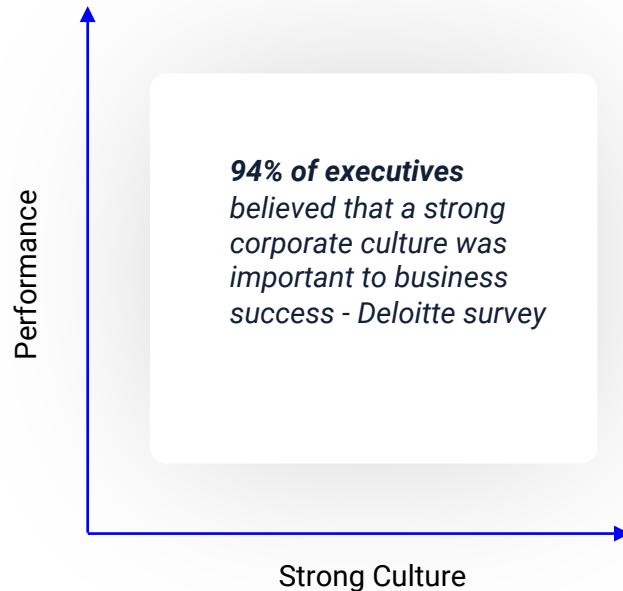 Performance
94% of executives
believed that a strong
corporate culture was
important to business
success - Deloitte survey
Strong Culture